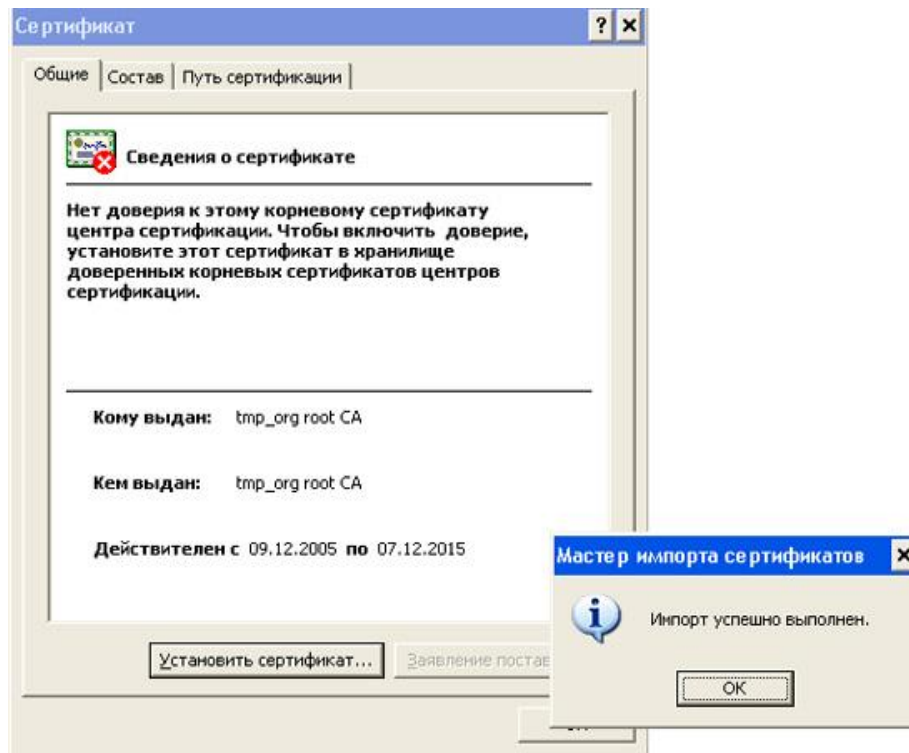 Сертификат
Общие Состав Путь сертификации
Сведения о сертификате
Нет доверия к этому корневому сертификату
центра сертификации. Чтобы включить доверие,
установите этот сертификат в хранилище
доверенных корневых сертификатов центров
сертификации.
Кому выдан: tmp_org root CA
Кем выдан: tmp_org root CA
Действителен с 09.12.2005 по 07.12.2015
Установить сертификат... Заявление
Мастер импорта сертификатов
Импорт успешно выполнен.
OK